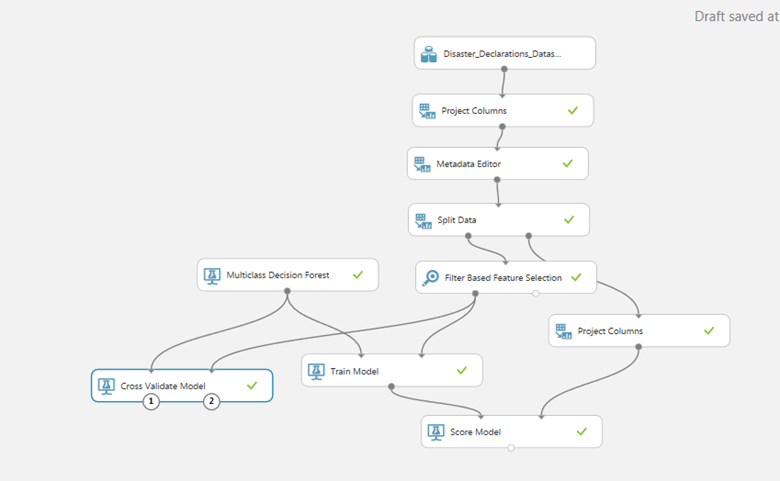 Draft saved at
Disaster_Declarations_Datas...
Project Columns
Metadata Editor
Split Data
Multiclass Decision Forest
Filter Based Feature Selection
Project Columns
Train Model
Cross Validate Model
1
2
Score Model